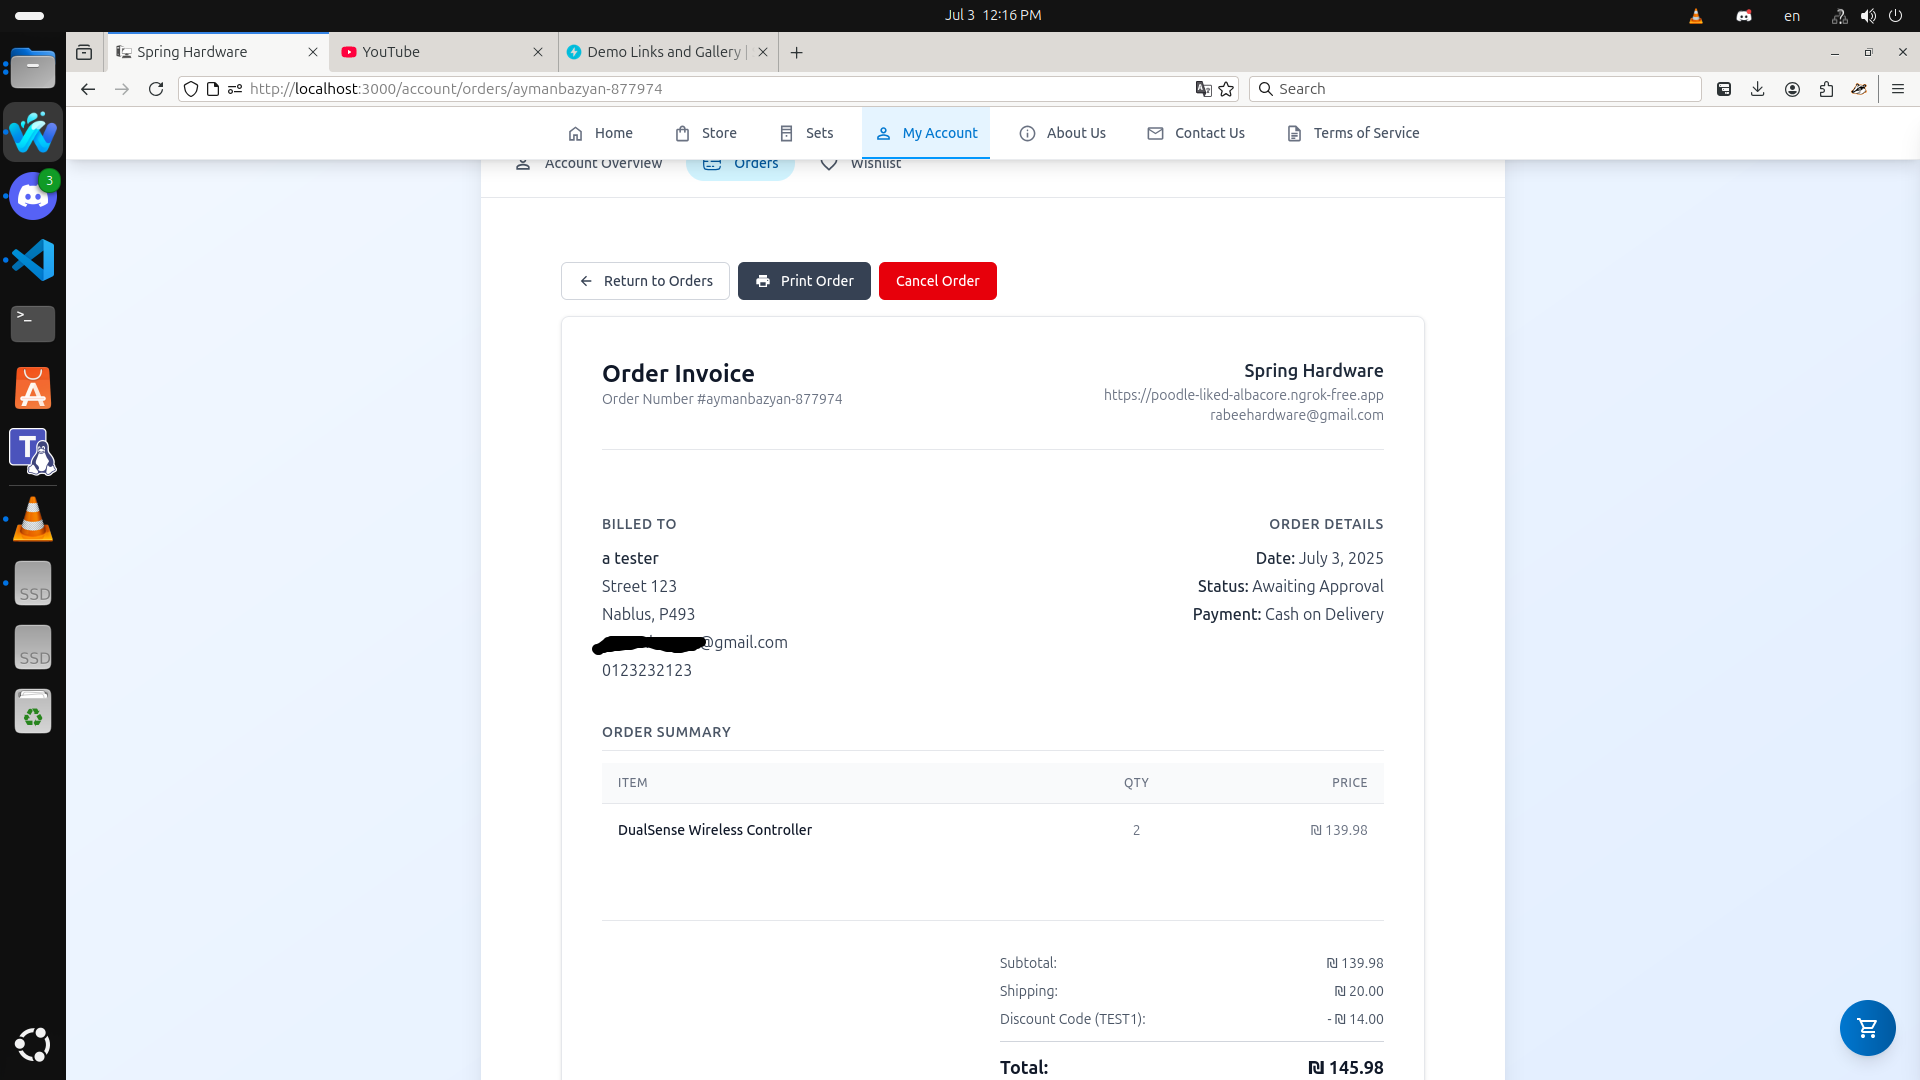 Jul 3 12:16 PM
en
Spring Hardware
YouTube
Demo Links and Gallery |
http://localhost:3000/account/orders/aymanbazyan-877974
Search
Home
Store
Sets
My Account
About Us
Contact Us
Terms of Service
Account Overview
Orders
Wishlist
3
>_
A
T
SSD
SSD
Return to Orders
Print Order
Cancel Order
Order Invoice
Order Number #aymanbazyan-877974
Spring Hardware
https://poodle-liked-albacore.ngrok-free.app
rabeehardware@gmail.com
BILLED TO
a tester
Street 123
Nablus, P493
@gmail.com
0123232123
ORDER DETAILS
Date: July 3, 2025
Status: Awaiting Approval
Payment: Cash on Delivery
ORDER SUMMARY
ITEM QTY PRICE
DualSense Wireless Controller 2 ₪ 139.98
Subtotal: ₪ 139.98
Shipping: ₪ 20.00
Discount Code (TEST1): - ₪ 14.00
Total: ₪ 145.98